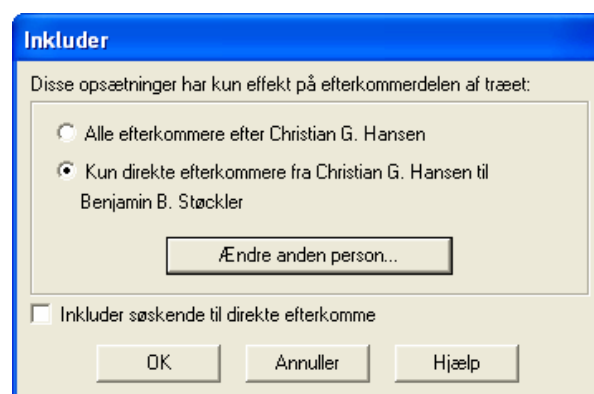 Inkluder
Disse opsætninger har kun effekt på efterkommerdelen af træet:
Alle efterkommere efter Christian G. Hansen
Kun direkte efterkommere fra Christian G. Hansen til
Benjamin B. Støckler
Ændre anden person...
Inkluder søskende til direkte efterkomme
OK Annuller Hjælp